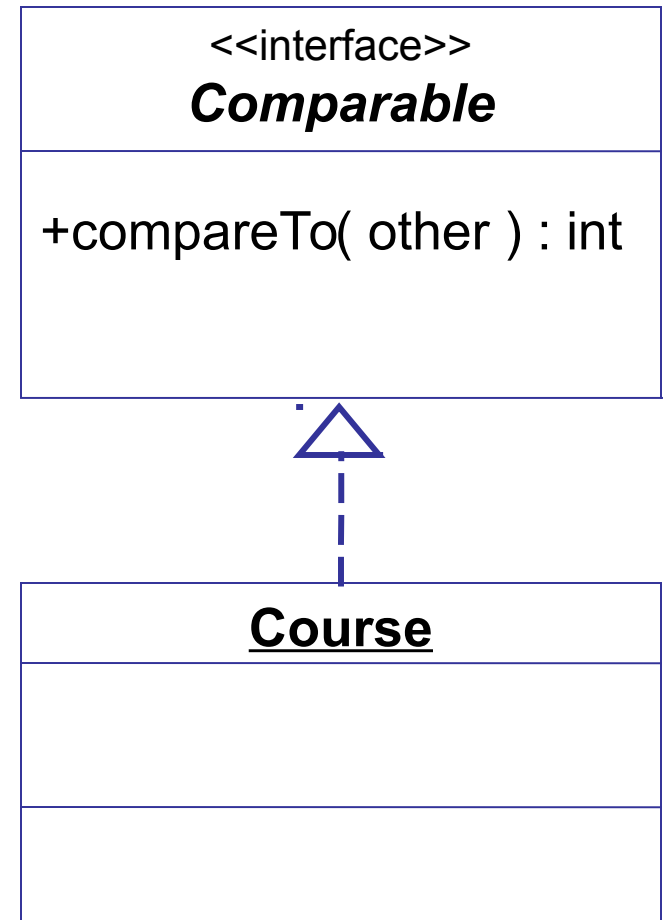 <<interface>>
Comparable
+compareTo( other ) : int
Course